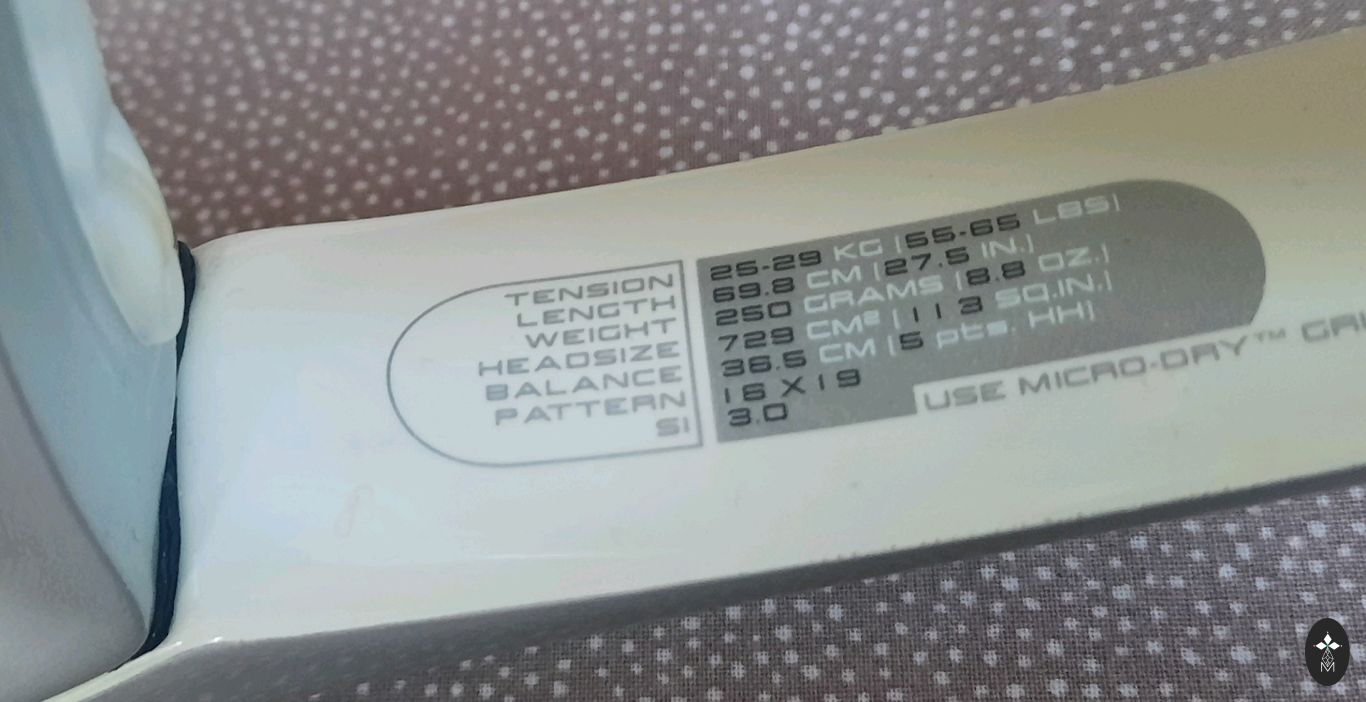 TENSION 25-29 KG (55-65 LBS)
LENGTH 69.8 CM (27.5 IN.)
WEIGHT 250 GRAMS (8.8 OZ.)
HEADSIZE 729 CM² (113 SQ.IN.)
BALANCE 36.5 CM (5 pts. HH)
PATTERN 16 X 19
SI 3.0
USE MICRO-DRY™
M